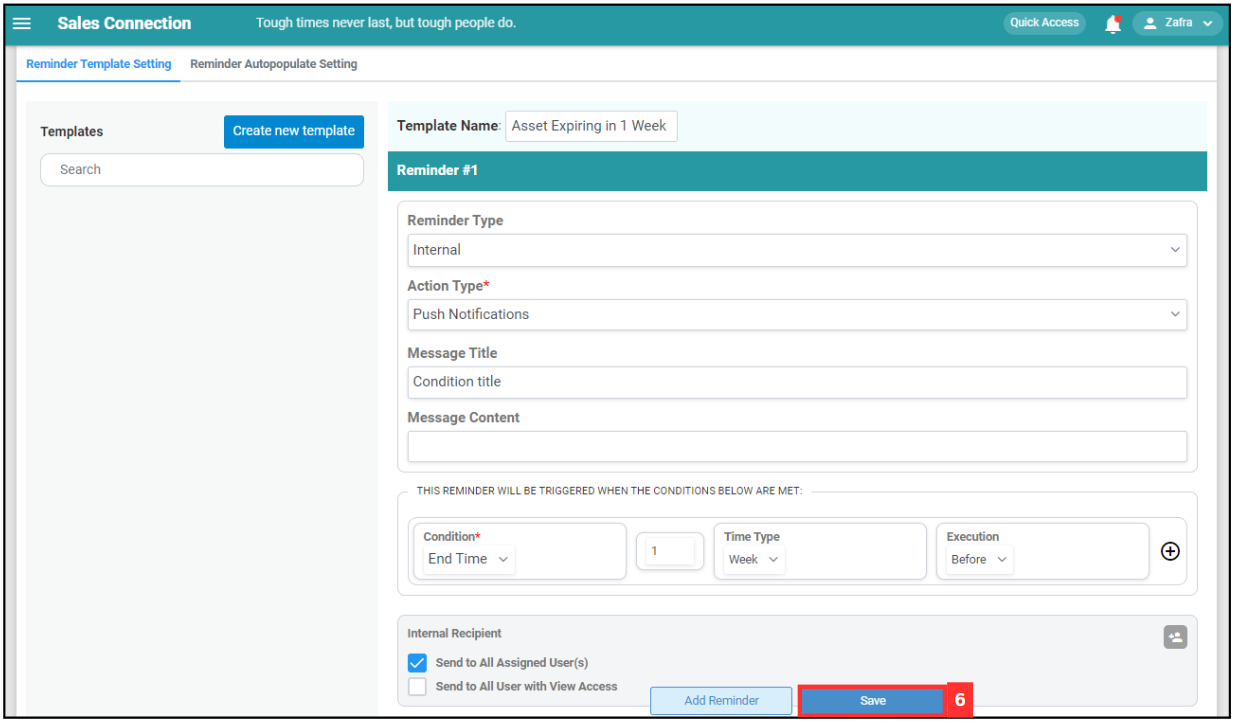 Sales Connection
Tough times never last, but tough people do.
Quick Access
Zafra
Reminder Template Setting
Reminder Autopopulate Setting
Templates
Create new template
Search
Template Name: Asset Expiring in 1 Week
Reminder #1
Reminder Type
Internal
Action Type*
Push Notifications
Message Title
Condition title
Message Content
THIS REMINDER WILL BE TRIGGERED WHEN THE CONDITIONS BELOW ARE MET:
Condition*
End Time
1
Time Type
Week
Execution
Before
Internal Recipient
Send to All Assigned User(s)
Send to All User with View Access
Add Reminder
Save
6